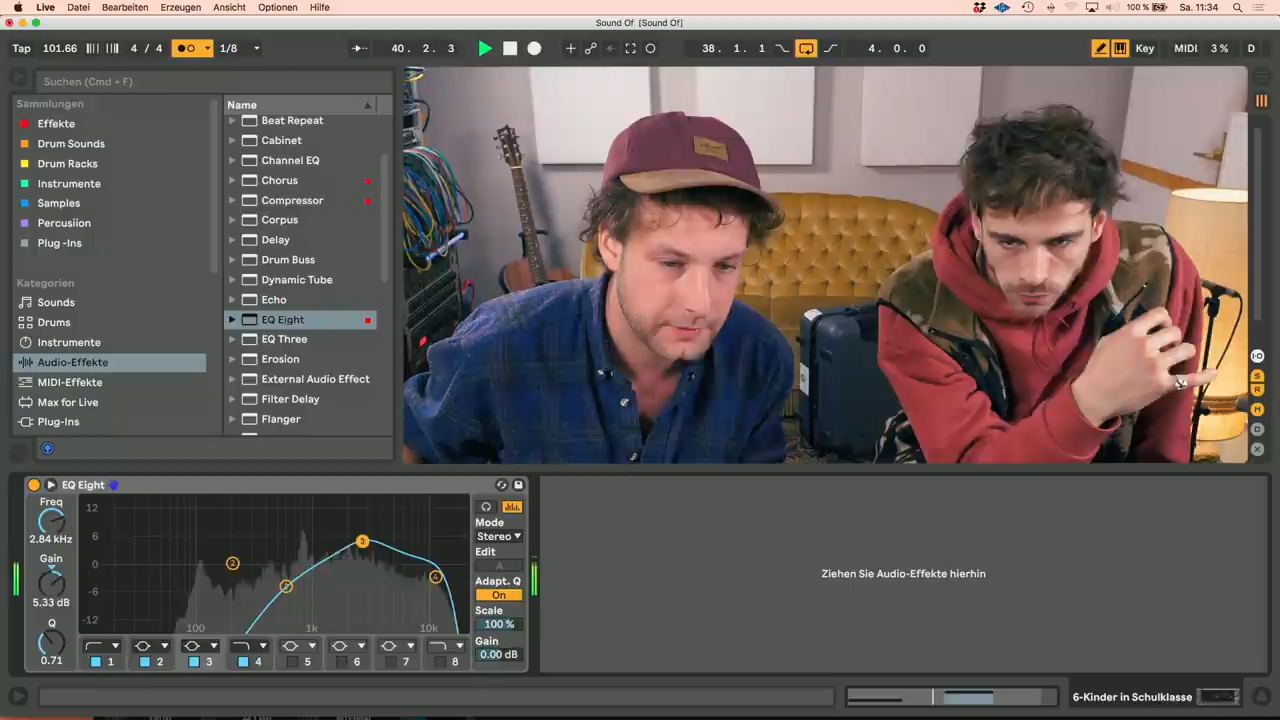 Live Datei Bearbeiten Erzeugen Ansicht Optionen Hilfe 100 % Sa. 11:34
Sound Of [Sound Of]
Tap 101.66 4 / 4 1/8 40. 2. 3 38. 1. 1 4. 0. 0 Key MIDI 3 % D
Suchen (Cmd + F)
Sammlungen
Effekte
Drum Sounds
Drum Racks
Instrumente
Samples
Percusiion
Plug -Ins
Kategorien
Sounds
Drums
Instrumente
Audio-Effekte
MIDI-Effekte
Max for Live
Plug-Ins
Name
Beat Repeat
Cabinet
Channel EQ
Chorus
Compressor
Corpus
Delay
Drum Buss
Dynamic Tube
Echo
EQ Eight
EQ Three
Erosion
External Audio Effect
Filter Delay
Flanger
I·O
S
R
M
D
X
EQ Eight
Freq
2.84 kHz
Gain
5.33 dB
Q
0.71
12
6
0
-6
-12
100 1k 10k
2
3
4
1 2 3 4 5 6 7 8
Mode
Stereo
Edit
A
Adapt. Q
On
Scale
100 %
Gain
0.00 dB
Ziehen Sie Audio-Effekte hierhin
6-Kinder in Schulklasse